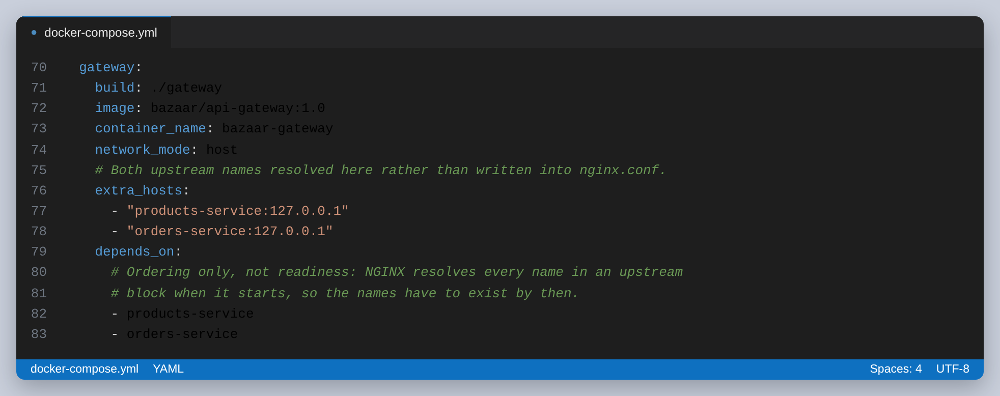 docker-compose.yml
70 gateway:
71 build: ./gateway
72 image: bazaar/api-gateway:1.0
73 container_name: bazaar-gateway
74 network_mode: host
75 # Both upstream names resolved here rather than written into nginx.conf.
76 extra_hosts:
77 - "products-service:127.0.0.1"
78 - "orders-service:127.0.0.1"
79 depends_on:
80 # Ordering only, not readiness: NGINX resolves every name in an upstream
81 # block when it starts, so the names have to exist by then.
82 - products-service
83 - orders-service
docker-compose.yml YAML Spaces: 4 UTF-8